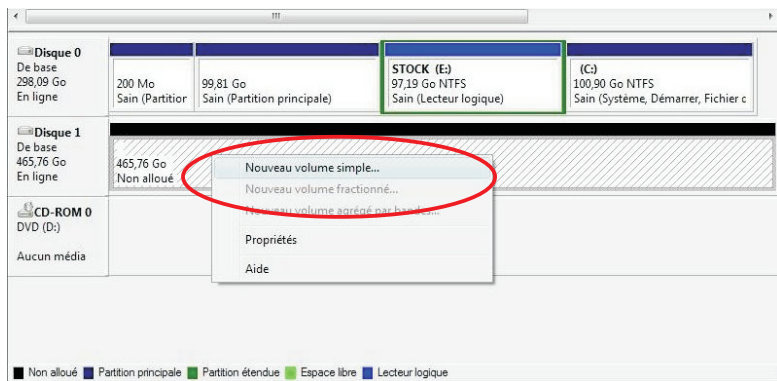 Disque 0
De base
298,09 Go
En ligne
200 Mo
Sain (Partitior
99,81 Go
Sain (Partition principale)
STOCK (E:)
97,19 Go NTFS
Sain (Lecteur logique)
(C:)
100,90 Go NTFS
Sain (Système, Démarrer, Fichier c
Disque 1
De base
465,76 Go
En ligne
465,76 Go
Non alloué
Nouveau volume simple...
Nouveau volume fractionné...
Nouveau volume agrégé par bandes...
Propriétés
Aide
CD-ROM 0
DVD (D:)
Aucun média
Non alloué Partition principale Partition étendue Espace libre Lecteur logique